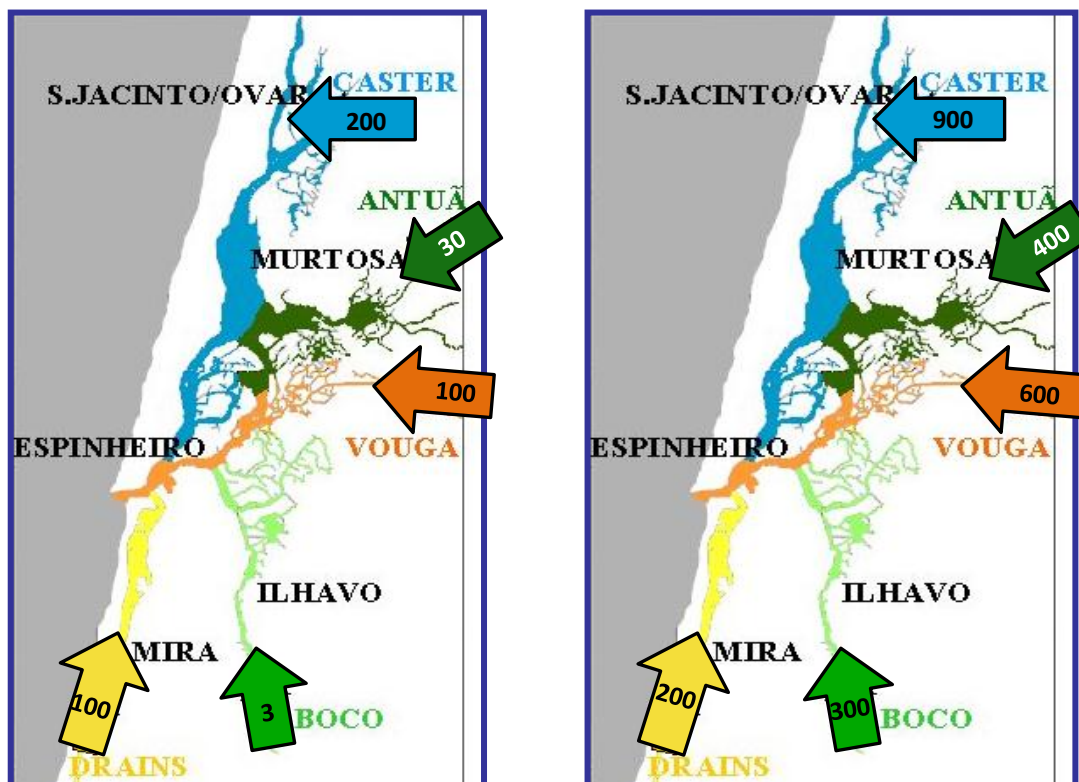 S.JACINTO/OVAR
CASTER
200
ANTUÃ
30
MURTOSA
100
ESPINHEIRO
VOUGA
ILHAVO
MIRA
100
3
BOCO
DRAINS
S.JACINTO/OVAR
CASTER
900
ANTUÃ
400
MURTOSA
600
ESPINHEIRO
VOUGA
ILHAVO
MIRA
200
300
BOCO
DRAINS